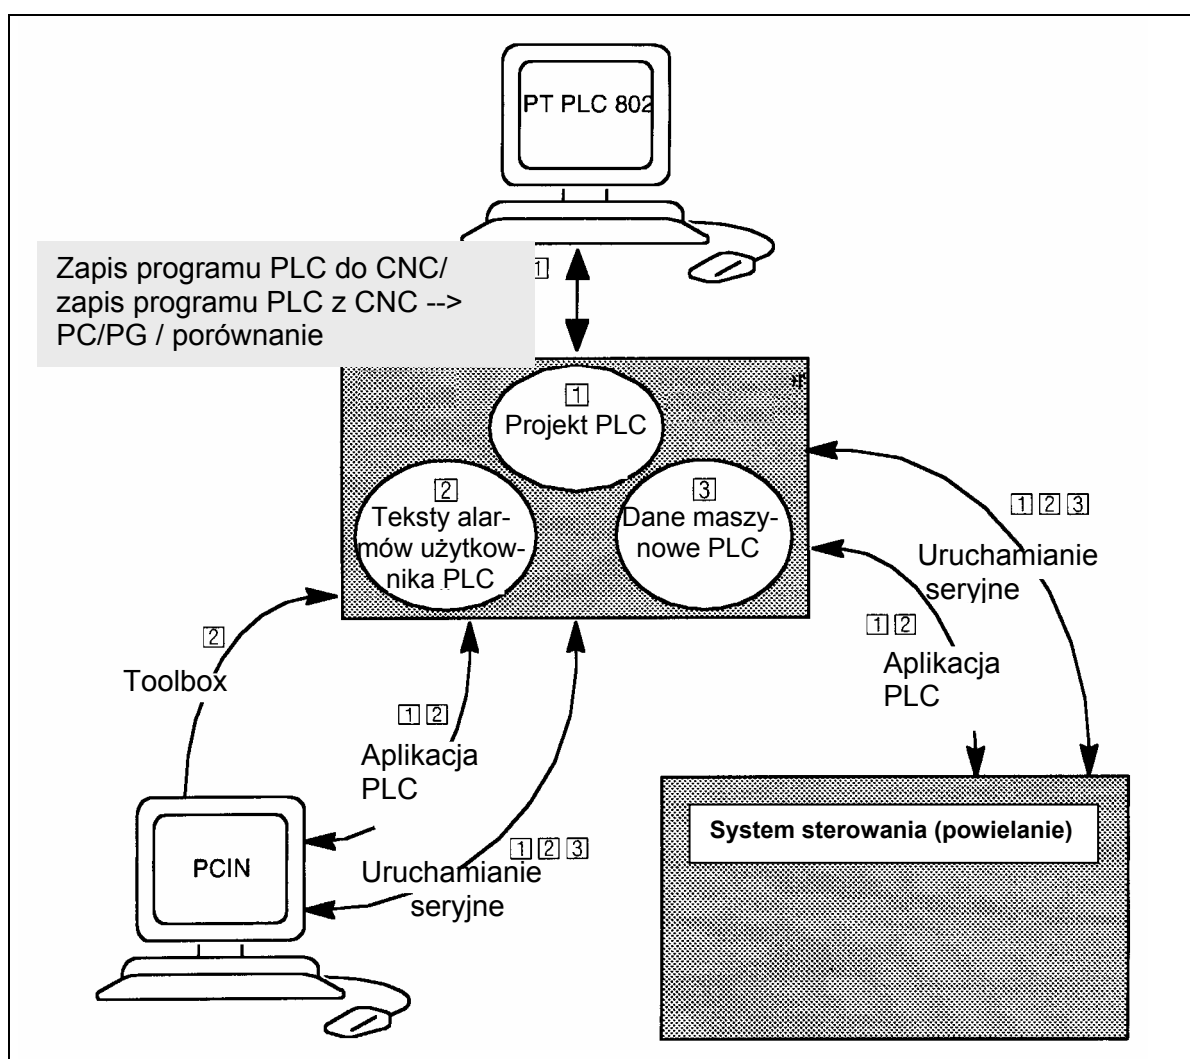 PT PLC 802
1
Zapis programu PLC do CNC/
zapis programu PLC z CNC -->
PC/PG / porównanie
1
Projekt PLC
2
Teksty alar-
mów użytkow-
nika PLC
3
Dane maszy-
nowe PLC
1 2 3
Uruchamianie
seryjne
1 2
Aplikacja
PLC
2
Toolbox
1 2
Aplikacja
PLC
1 2 3
Uruchamianie
seryjne
PCIN
System sterowania (powielanie)